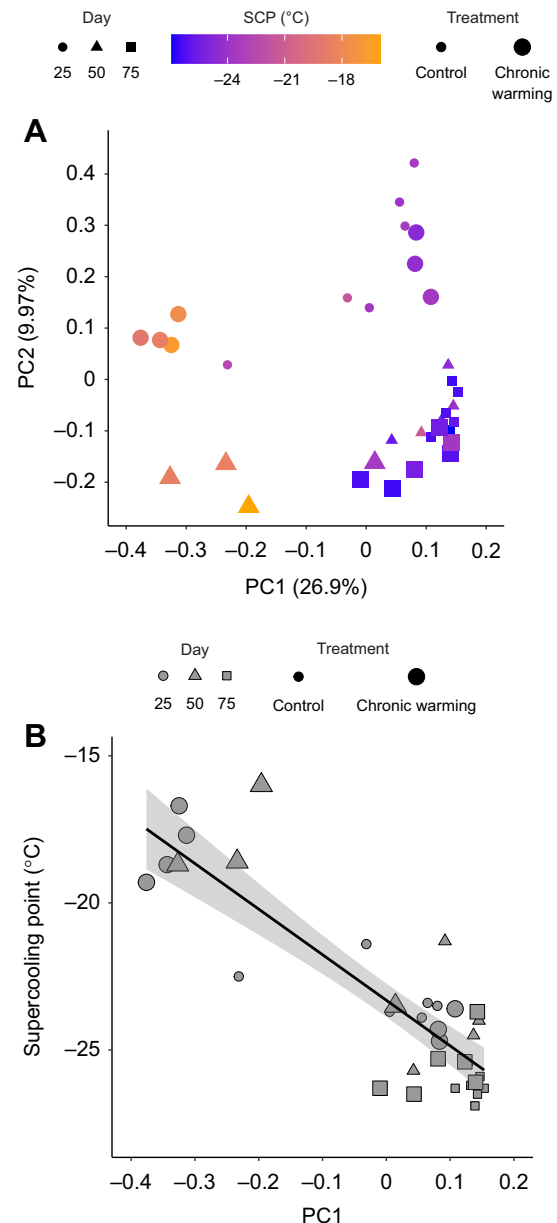 Day SCP (°C) Treatment
25 50 75 –24 –21 –18 Control Chronic
warming
A
0.4
0.3
0.2
0.1
0
–0.1
–0.2
PC2 (9.97%)
–0.4 –0.3 –0.2 –0.1 0 0.1 0.2
PC1 (26.9%)
Day Treatment
25 50 75 Control Chronic warming
B
–15
–20
–25
Supercooling point (°C)
–0.4 –0.3 –0.2 –0.1 0 0.1 0.2
PC1